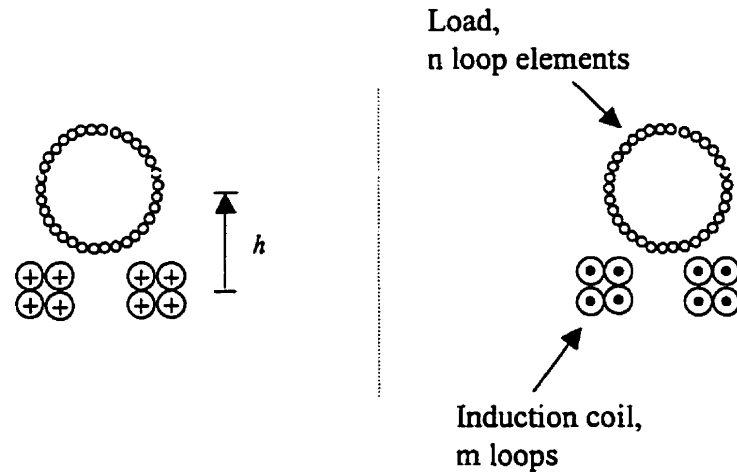 Load,
n loop elements
h
Induction coil,
m loops